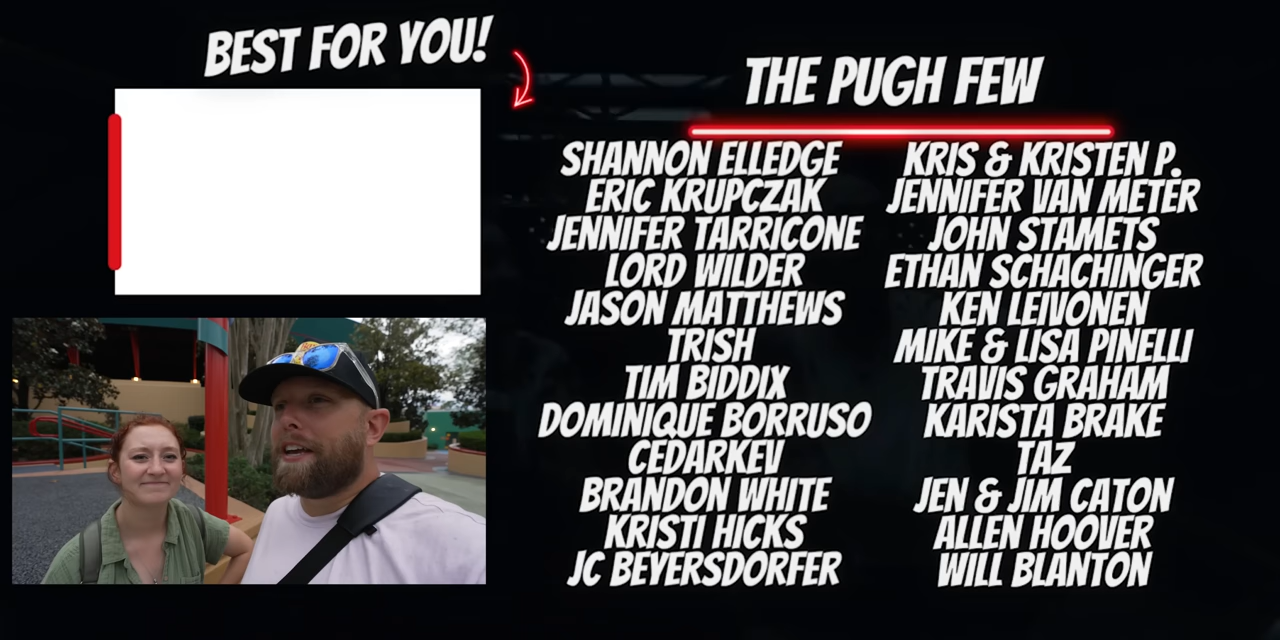 BEST FOR YOU!
THE PUGH FEW
SHANNON ELLEDGE
ERIC KRUPCZAK
JENNIFER TARRICONE
LORD WILDER
JASON MATTHEWS
TRISH
TIM BIDDIX
DOMINIQUE BORRUSO
CEDARKEV
BRANDON WHITE
KRISTI HICKS
JC BEYERSDORFER
KRIS & KRISTEN P.
JENNIFER VAN METER
JOHN STAMETS
ETHAN SCHACHINGER
KEN LEIVONEN
MIKE & LISA PINELLI
TRAVIS GRAHAM
KARISTA BRAKE
TAZ
JEN & JIM CATON
ALLEN HOOVER
WILL BLANTON